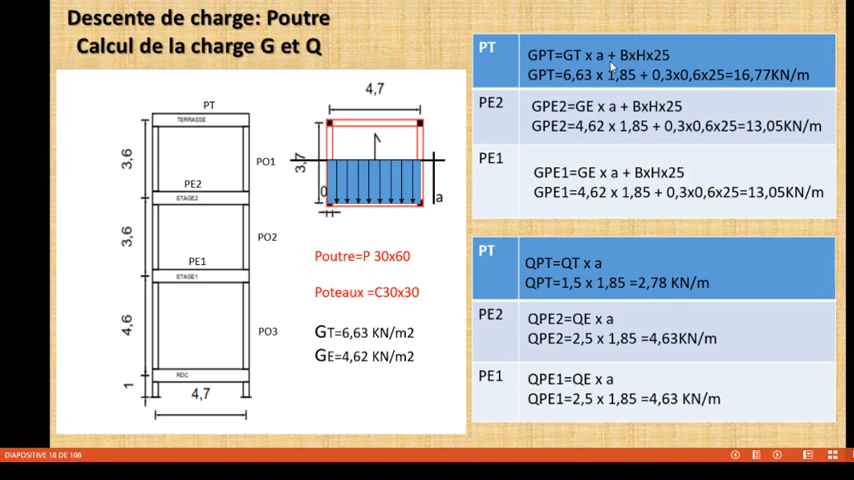 Descente de charge: Poutre
Calcul de la charge G et Q
PT
TERRASSE
3,6
PO1
PE2
ETAGE2
3,6
PO2
PE1
ETAGE1
4,6
PO3
RDC
1
4,7
4,7
3,7
0
a
Poutre=P 30x60
Poteaux =C30x30
GT=6,63 KN/m2
GE=4,62 KN/m2
PT
GPT=GT x a + BxHx25
GPT=6,63 x 1,85 + 0,3x0,6x25=16,77KN/m
PE2
GPE2=GE x a + BxHx25
GPE2=4,62 x 1,85 + 0,3x0,6x25=13,05KN/m
PE1
GPE1=GE x a + BxHx25
GPE1=4,62 x 1,85 + 0,3x0,6x25=13,05KN/m
PT
QPT=QT x a
QPT=1,5 x 1,85 =2,78 KN/m
PE2
QPE2=QE x a
QPE2=2,5 x 1,85 =4,63KN/m
PE1
QPE1=QE x a
QPE1=2,5 x 1,85 =4,63 KN/m
DIAPOSITIVE 18 DE 108